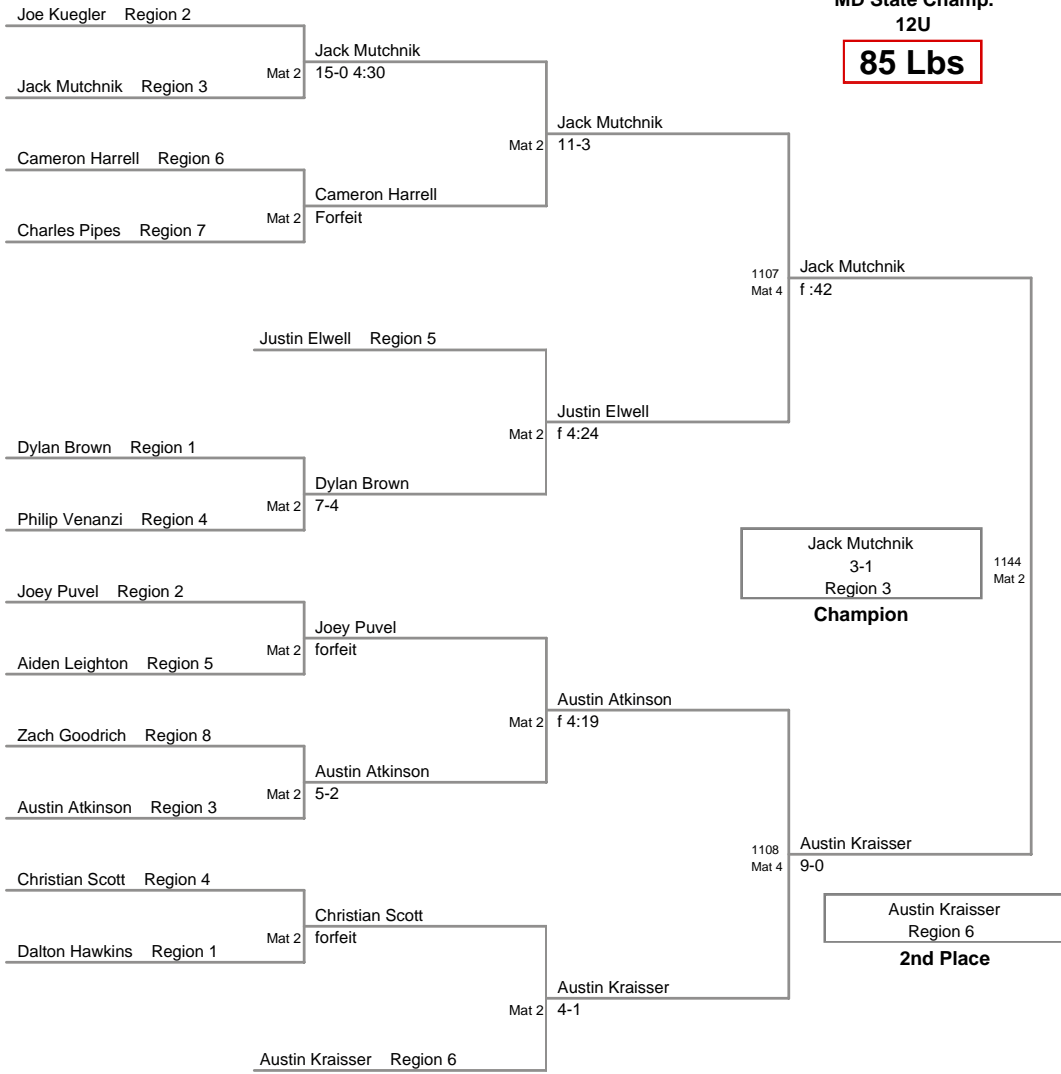 MD State Champ.
12U
85 Lbs
Joe Kuegler Region 2
Jack Mutchnik
Mat 2 15-0 4:30
Jack Mutchnik Region 3
Jack Mutchnik
Mat 2 11-3
Cameron Harrell Region 6
Cameron Harrell
Mat 2 Forfeit
Charles Pipes Region 7
1107 Jack Mutchnik
Mat 4 f :42
Justin Elwell Region 5
Justin Elwell
Mat 2 f 4:24
Dylan Brown Region 1
Dylan Brown
Mat 2 7-4
Philip Venanzi Region 4
Jack Mutchnik
3-1
Region 3
Champion
1144
Mat 2
Joey Puvel Region 2
Joey Puvel
Mat 2 forfeit
Aiden Leighton Region 5
Austin Atkinson
Mat 2 f 4:19
Zach Goodrich Region 8
Austin Atkinson
Mat 2 5-2
Austin Atkinson Region 3
1108 Austin Kraisser
Mat 4 9-0
Christian Scott Region 4
Christian Scott
Mat 2 forfeit
Dalton Hawkins Region 1
Austin Kraisser
Region 6
2nd Place
Austin Kraisser
Mat 2 4-1
Austin Kraisser Region 6